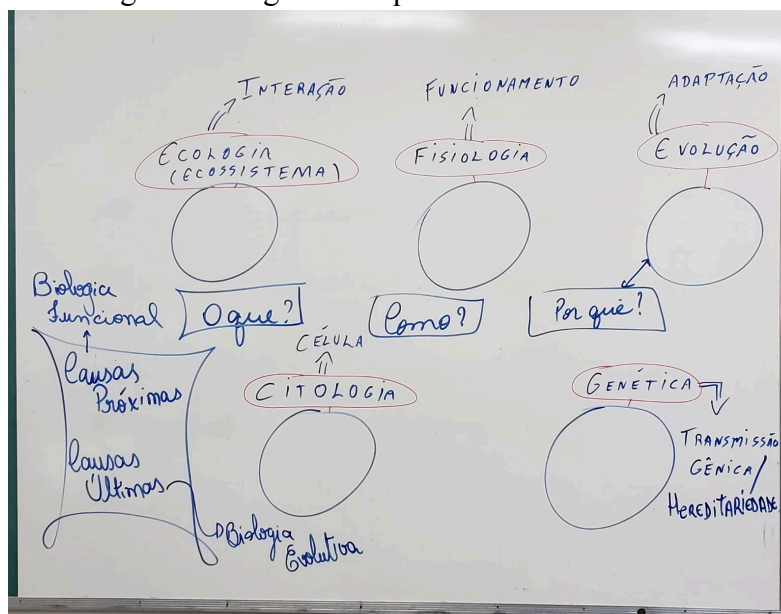 INTERAÇÃO
ECOLOGIA
(ECOSSISTEMA)
FUNCIONAMENTO
FISIOLOGIA
ADAPTAÇÃO
EVOLUÇÃO
O que?
Como?
Por quê?
Biologia
Funcional
Causas
Próximas
Causas
Últimas
Biologia
Evolutiva
CÉLULA
CITOLOGIA
GENÉTICA
TRANSMISSÃO
GÊNICA/
HEREDITARIEDADE